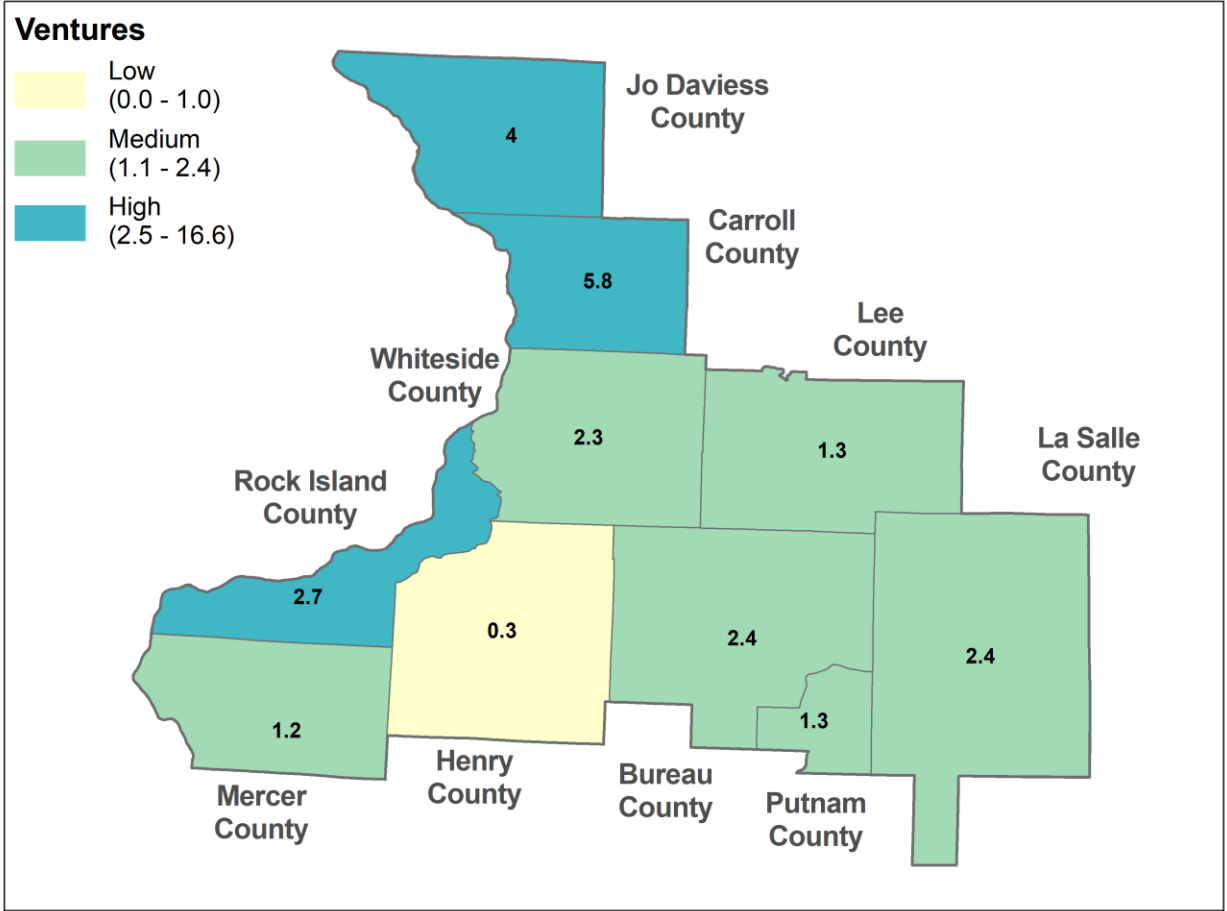 Ventures
Low
(0.0 - 1.0)
Medium
(1.1 - 2.4)
High
(2.5 - 16.6)
4
Jo Daviess
County
5.8
Carroll
County
Lee
County
Whiteside
County
2.3
1.3
La Salle
County
Rock Island
County
2.7
0.3
2.4
2.4
1.2
1.3
Henry
County
Bureau
County
Mercer
County
Putnam
County